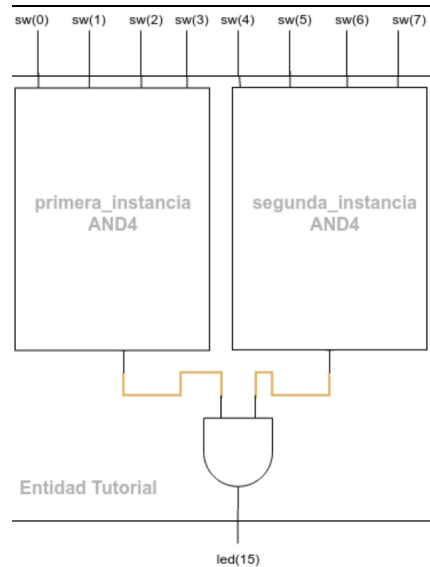 sw(0) sw(1) sw(2) sw(3) sw(4) sw(5) sw(6) sw(7)
primera_instancia
AND4
segunda_instancia
AND4
Entidad Tutorial
led(15)